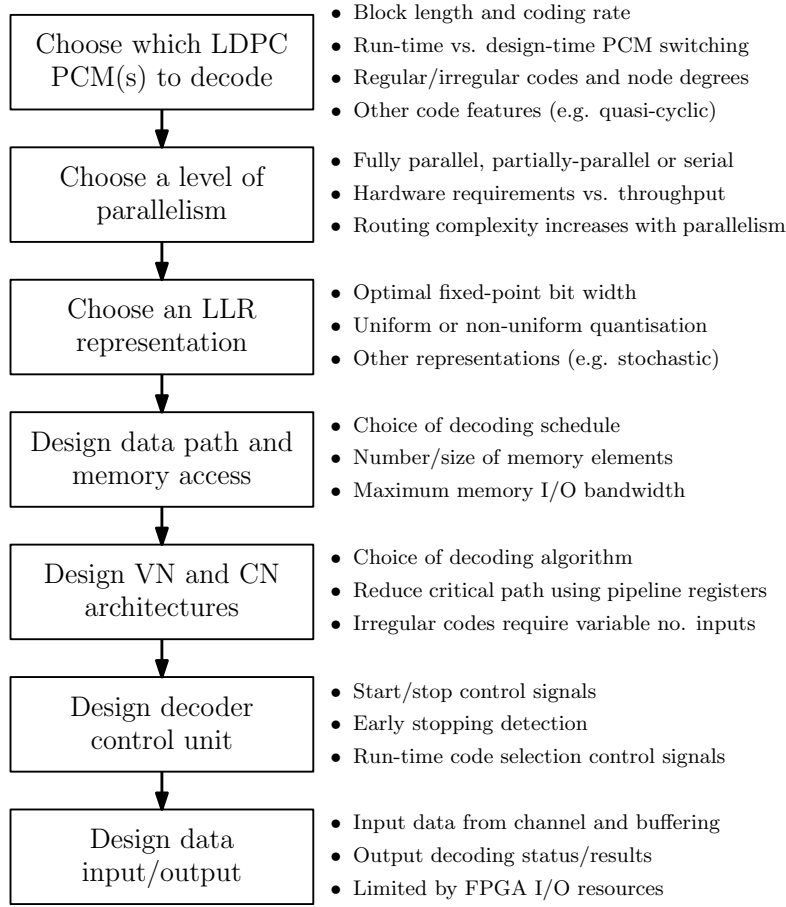 Choose which LDPC
PCM(s) to decode
• Block length and coding rate
• Run-time vs. design-time PCM switching
• Regular/irregular codes and node degrees
• Other code features (e.g. quasi-cyclic)
Choose a level of
parallelism
• Fully parallel, partially-parallel or serial
• Hardware requirements vs. throughput
• Routing complexity increases with parallelism
Choose an LLR
representation
• Optimal fixed-point bit width
• Uniform or non-uniform quantisation
• Other representations (e.g. stochastic)
Design data path and
memory access
• Choice of decoding schedule
• Number/size of memory elements
• Maximum memory I/O bandwidth
Design VN and CN
architectures
• Choice of decoding algorithm
• Reduce critical path using pipeline registers
• Irregular codes require variable no. inputs
Design decoder
control unit
• Start/stop control signals
• Early stopping detection
• Run-time code selection control signals
Design data
input/output
• Input data from channel and buffering
• Output decoding status/results
• Limited by FPGA I/O resources